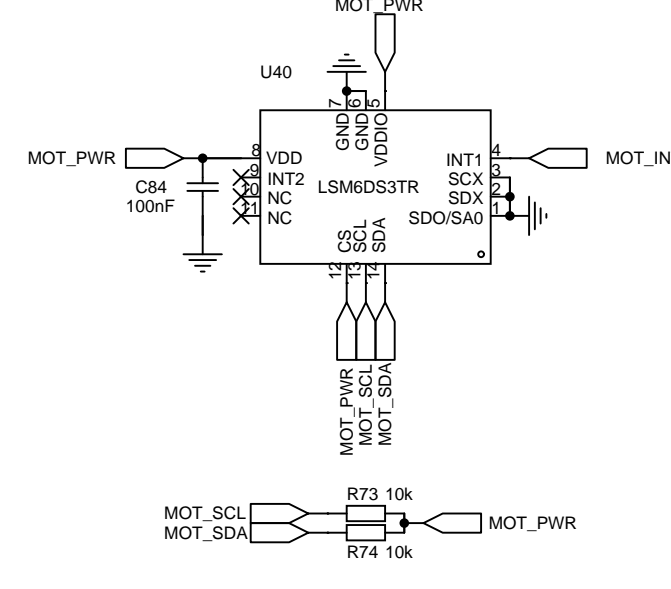 MOT_PWR
U40
7
6
5
GND
GND
VDDIO
MOT_PWR
8
VDD
9
INT2
10
NC
11
NC
C84
100nF
LSM6DS3TR
INT1
4
MOT_IN
SCX
3
SDX
2
SDO/SA0
1
CS
SCL
SDA
12
13
14
MOT_PWR
MOT_SCL
MOT_SDA
R73 10k
MOT_SCL
MOT_SDA
MOT_PWR
R74 10k